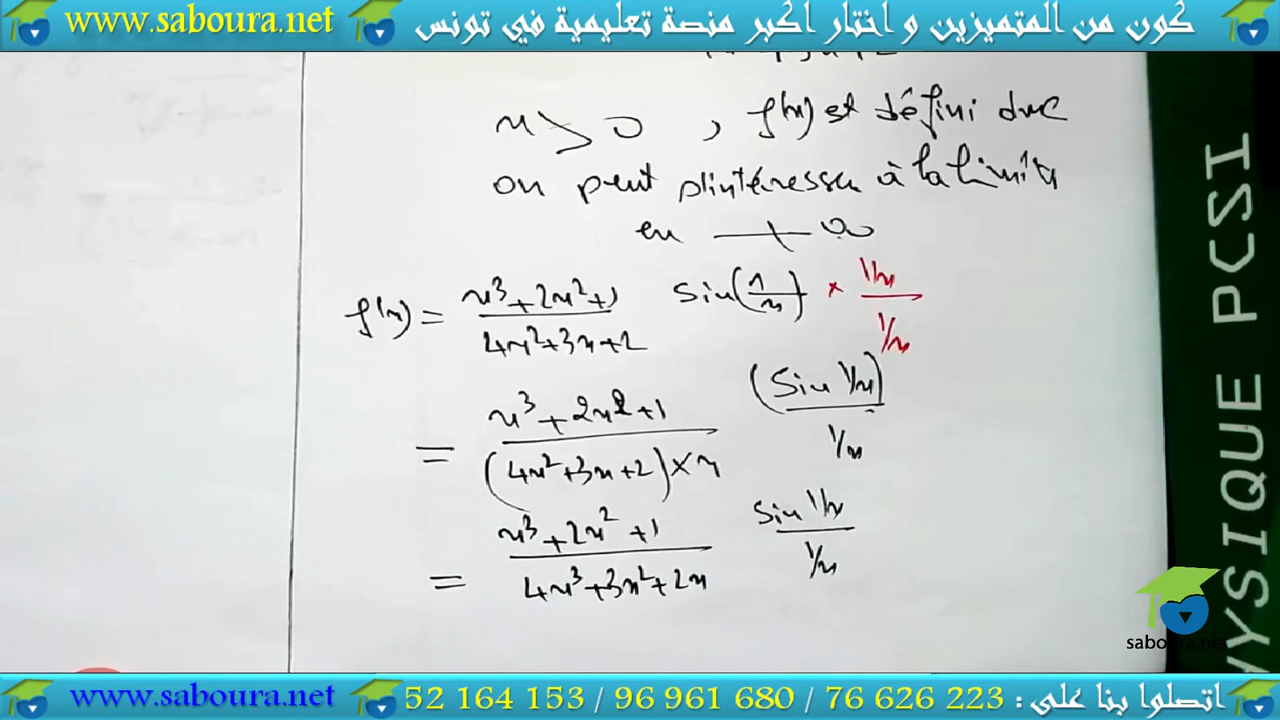 www.saboura.net كون من المتميزين و اختار اكبر منصة تعليمية في تونس
x > 0 , f(x) est défini donc
on peut s'intéresser à la limite
en +∞
f(x) = (x³+2x²+1)/(4x²+3x+2) sin(1/x) × (1/x)/(1/x)
= (x³+2x²+1)/((4x²+3x+2)×x) (sin 1/x)/(1/x)
= (x³+2x²+1)/(4x³+3x²+2x) (sin 1/x)/(1/x)
YSIQUE PCSI
saboura.net
www.saboura.net اتصلوا بنا على : 52 164 153 / 96 961 680 / 76 626 223